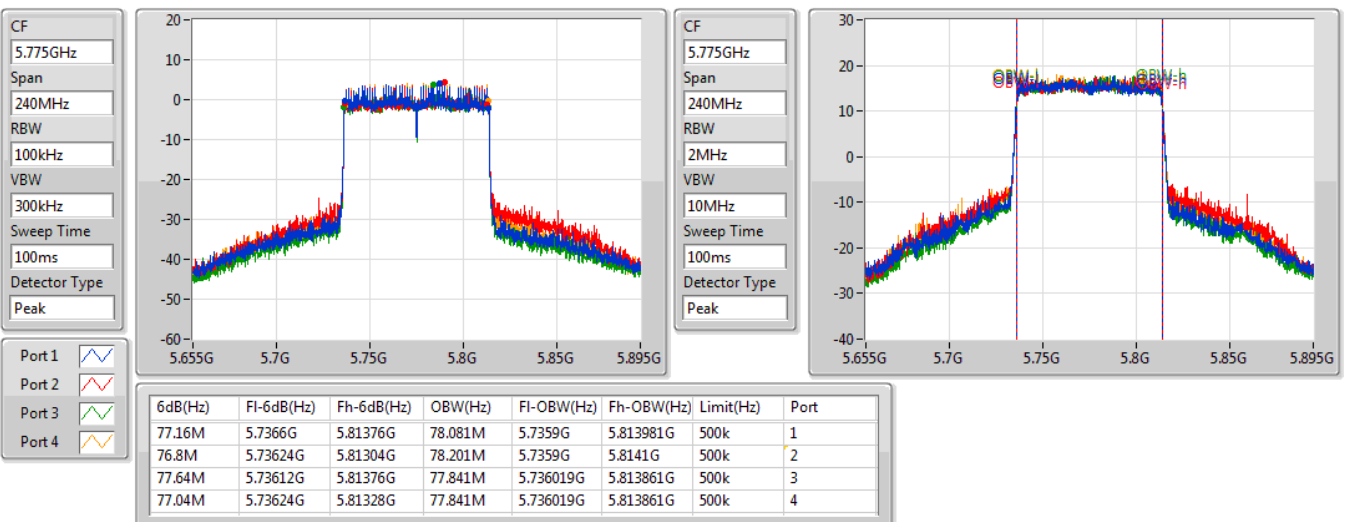 CF
5.775GHz
Span
240MHz
RBW
100kHz
VBW
300kHz
Sweep Time
100ms
Detector Type
Peak
20
10
0
-10
-20
-30
-40
-50
-60
5.655G 5.7G 5.75G 5.8G 5.85G 5.895G
CF
5.775GHz
Span
240MHz
RBW
2MHz
VBW
10MHz
Sweep Time
100ms
Detector Type
Peak
30
20
10
0
-10
-20
-30
-40
OBW-l OBW-h
5.655G 5.7G 5.75G 5.8G 5.85G 5.895G
Port 1
Port 2
Port 3
Port 4
6dB(Hz) Fl-6dB(Hz) Fh-6dB(Hz) OBW(Hz) Fl-OBW(Hz) Fh-OBW(Hz) Limit(Hz) Port
77.16M 5.7366G 5.81376G 78.081M 5.7359G 5.813981G 500k 1
76.8M 5.73624G 5.81304G 78.201M 5.7359G 5.8141G 500k 2
77.64M 5.73612G 5.81376G 77.841M 5.736019G 5.813861G 500k 3
77.04M 5.73624G 5.81328G 77.841M 5.736019G 5.813861G 500k 4